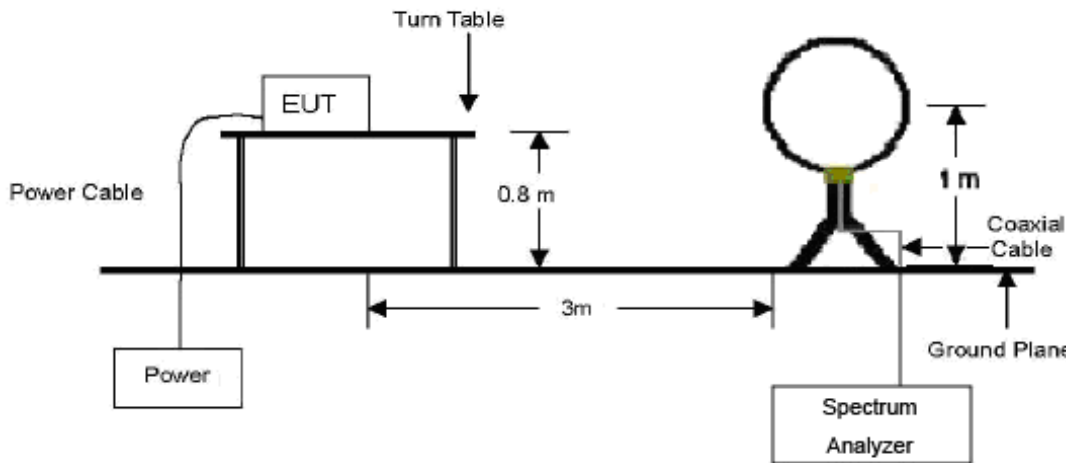 Turn Table
EUT
Power Cable
0.8 m
1 m
Coaxial
Cable
3m
Ground Plane
Power
Spectrum
Analyzer